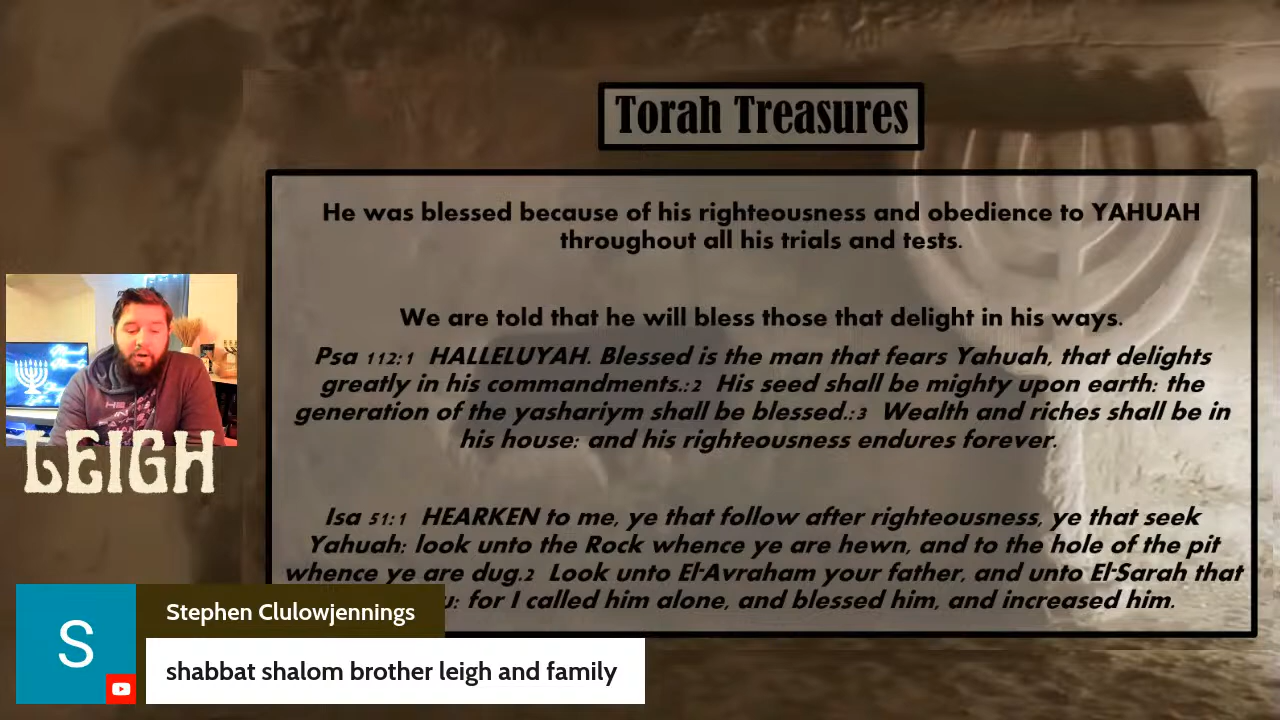 Torah Treasures
He was blessed because of his righteousness and obedience to YAHUAH
throughout all his trials and tests.
We are told that he will bless those that delight in his ways.
Psa 112:1 HALLELUYAH. Blessed is the man that fears Yahuah, that delights
greatly in his commandments.:2 His seed shall be mighty upon earth: the
generation of the yashariym shall be blessed.:3 Wealth and riches shall be in
his house: and his righteousness endures forever.
Isa 51:1 HEARKEN to me, ye that follow after righteousness, ye that seek
Yahuah: look unto the Rock whence ye are hewn, and to the hole of the pit
whence ye are dug.2 Look unto El-Avraham your father, and unto El-Sarah that
: for I called him alone, and blessed him, and increased him.
LEIGH
S
Stephen Clulowjennings
shabbat shalom brother leigh and family